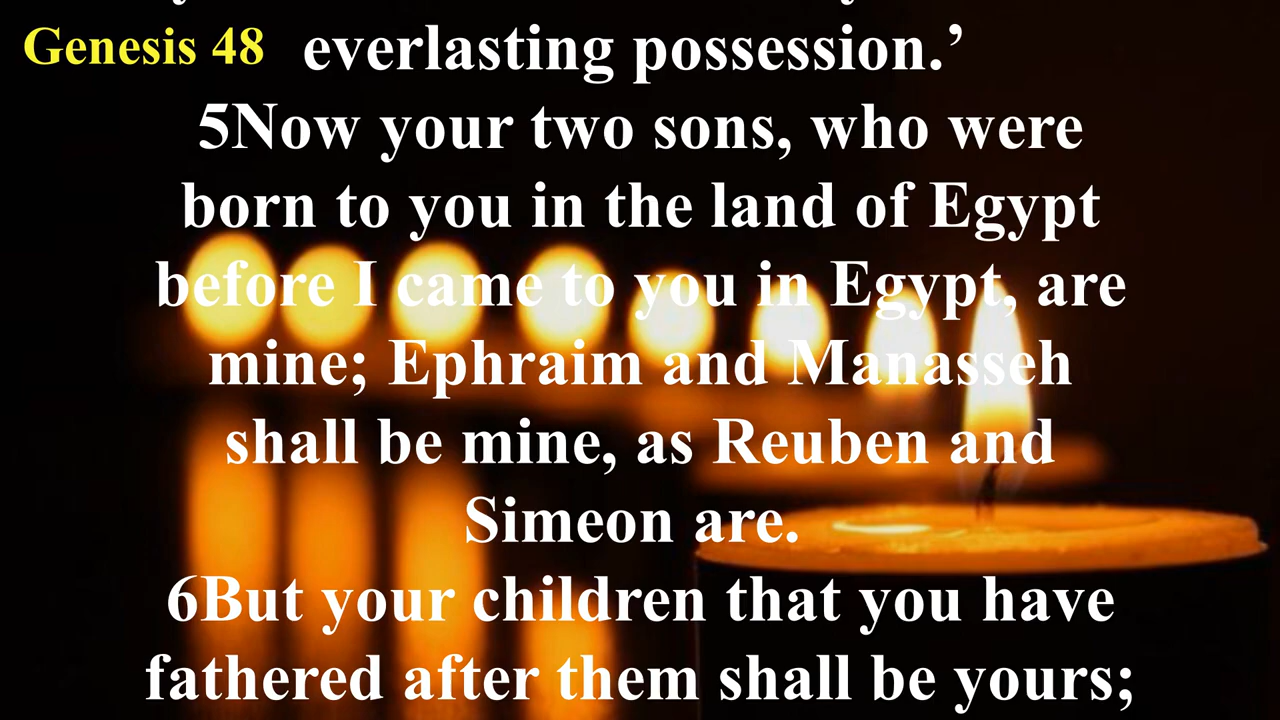 Genesis 48
everlasting possession.’
5Now your two sons, who were
born to you in the land of Egypt
before I came to you in Egypt, are
mine; Ephraim and Manasseh
shall be mine, as Reuben and
Simeon are.
6But your children that you have
fathered after them shall be yours;